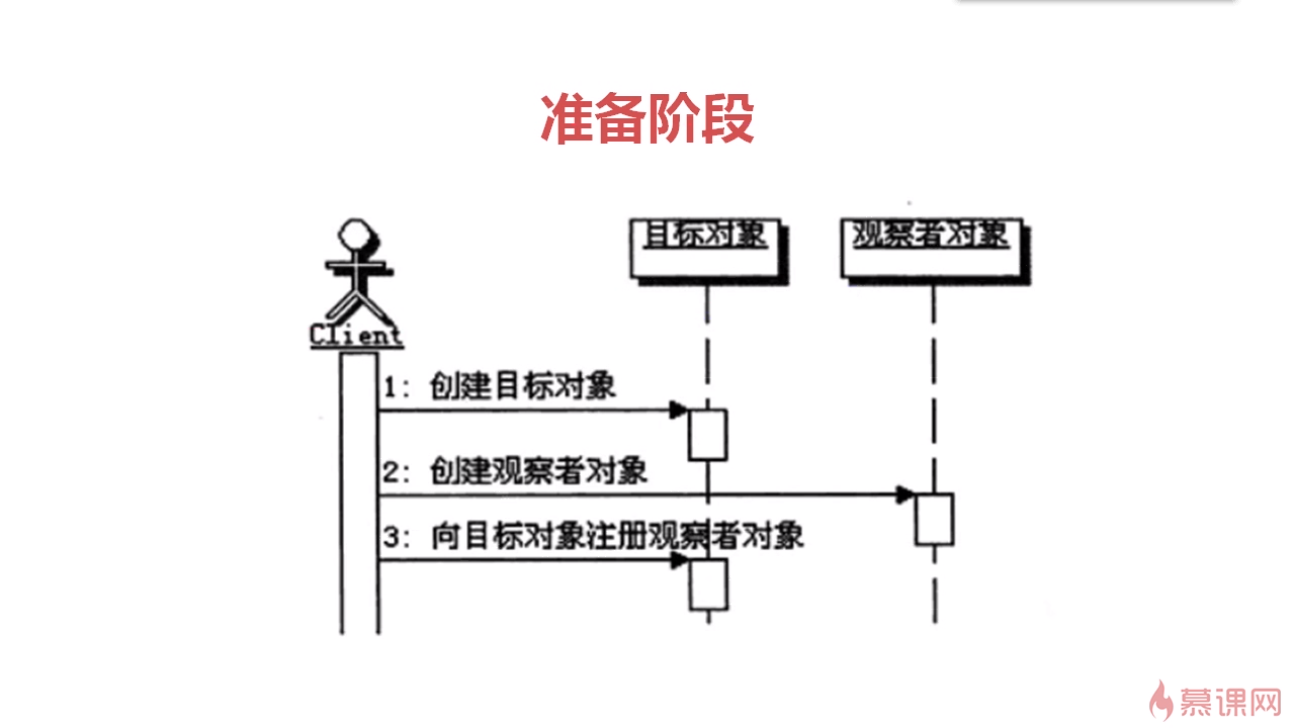 准备阶段
目标对象
观察者对象
Client
1: 创建目标对象
2: 创建观察者对象
3: 向目标对象注册观察者对象
慕课网